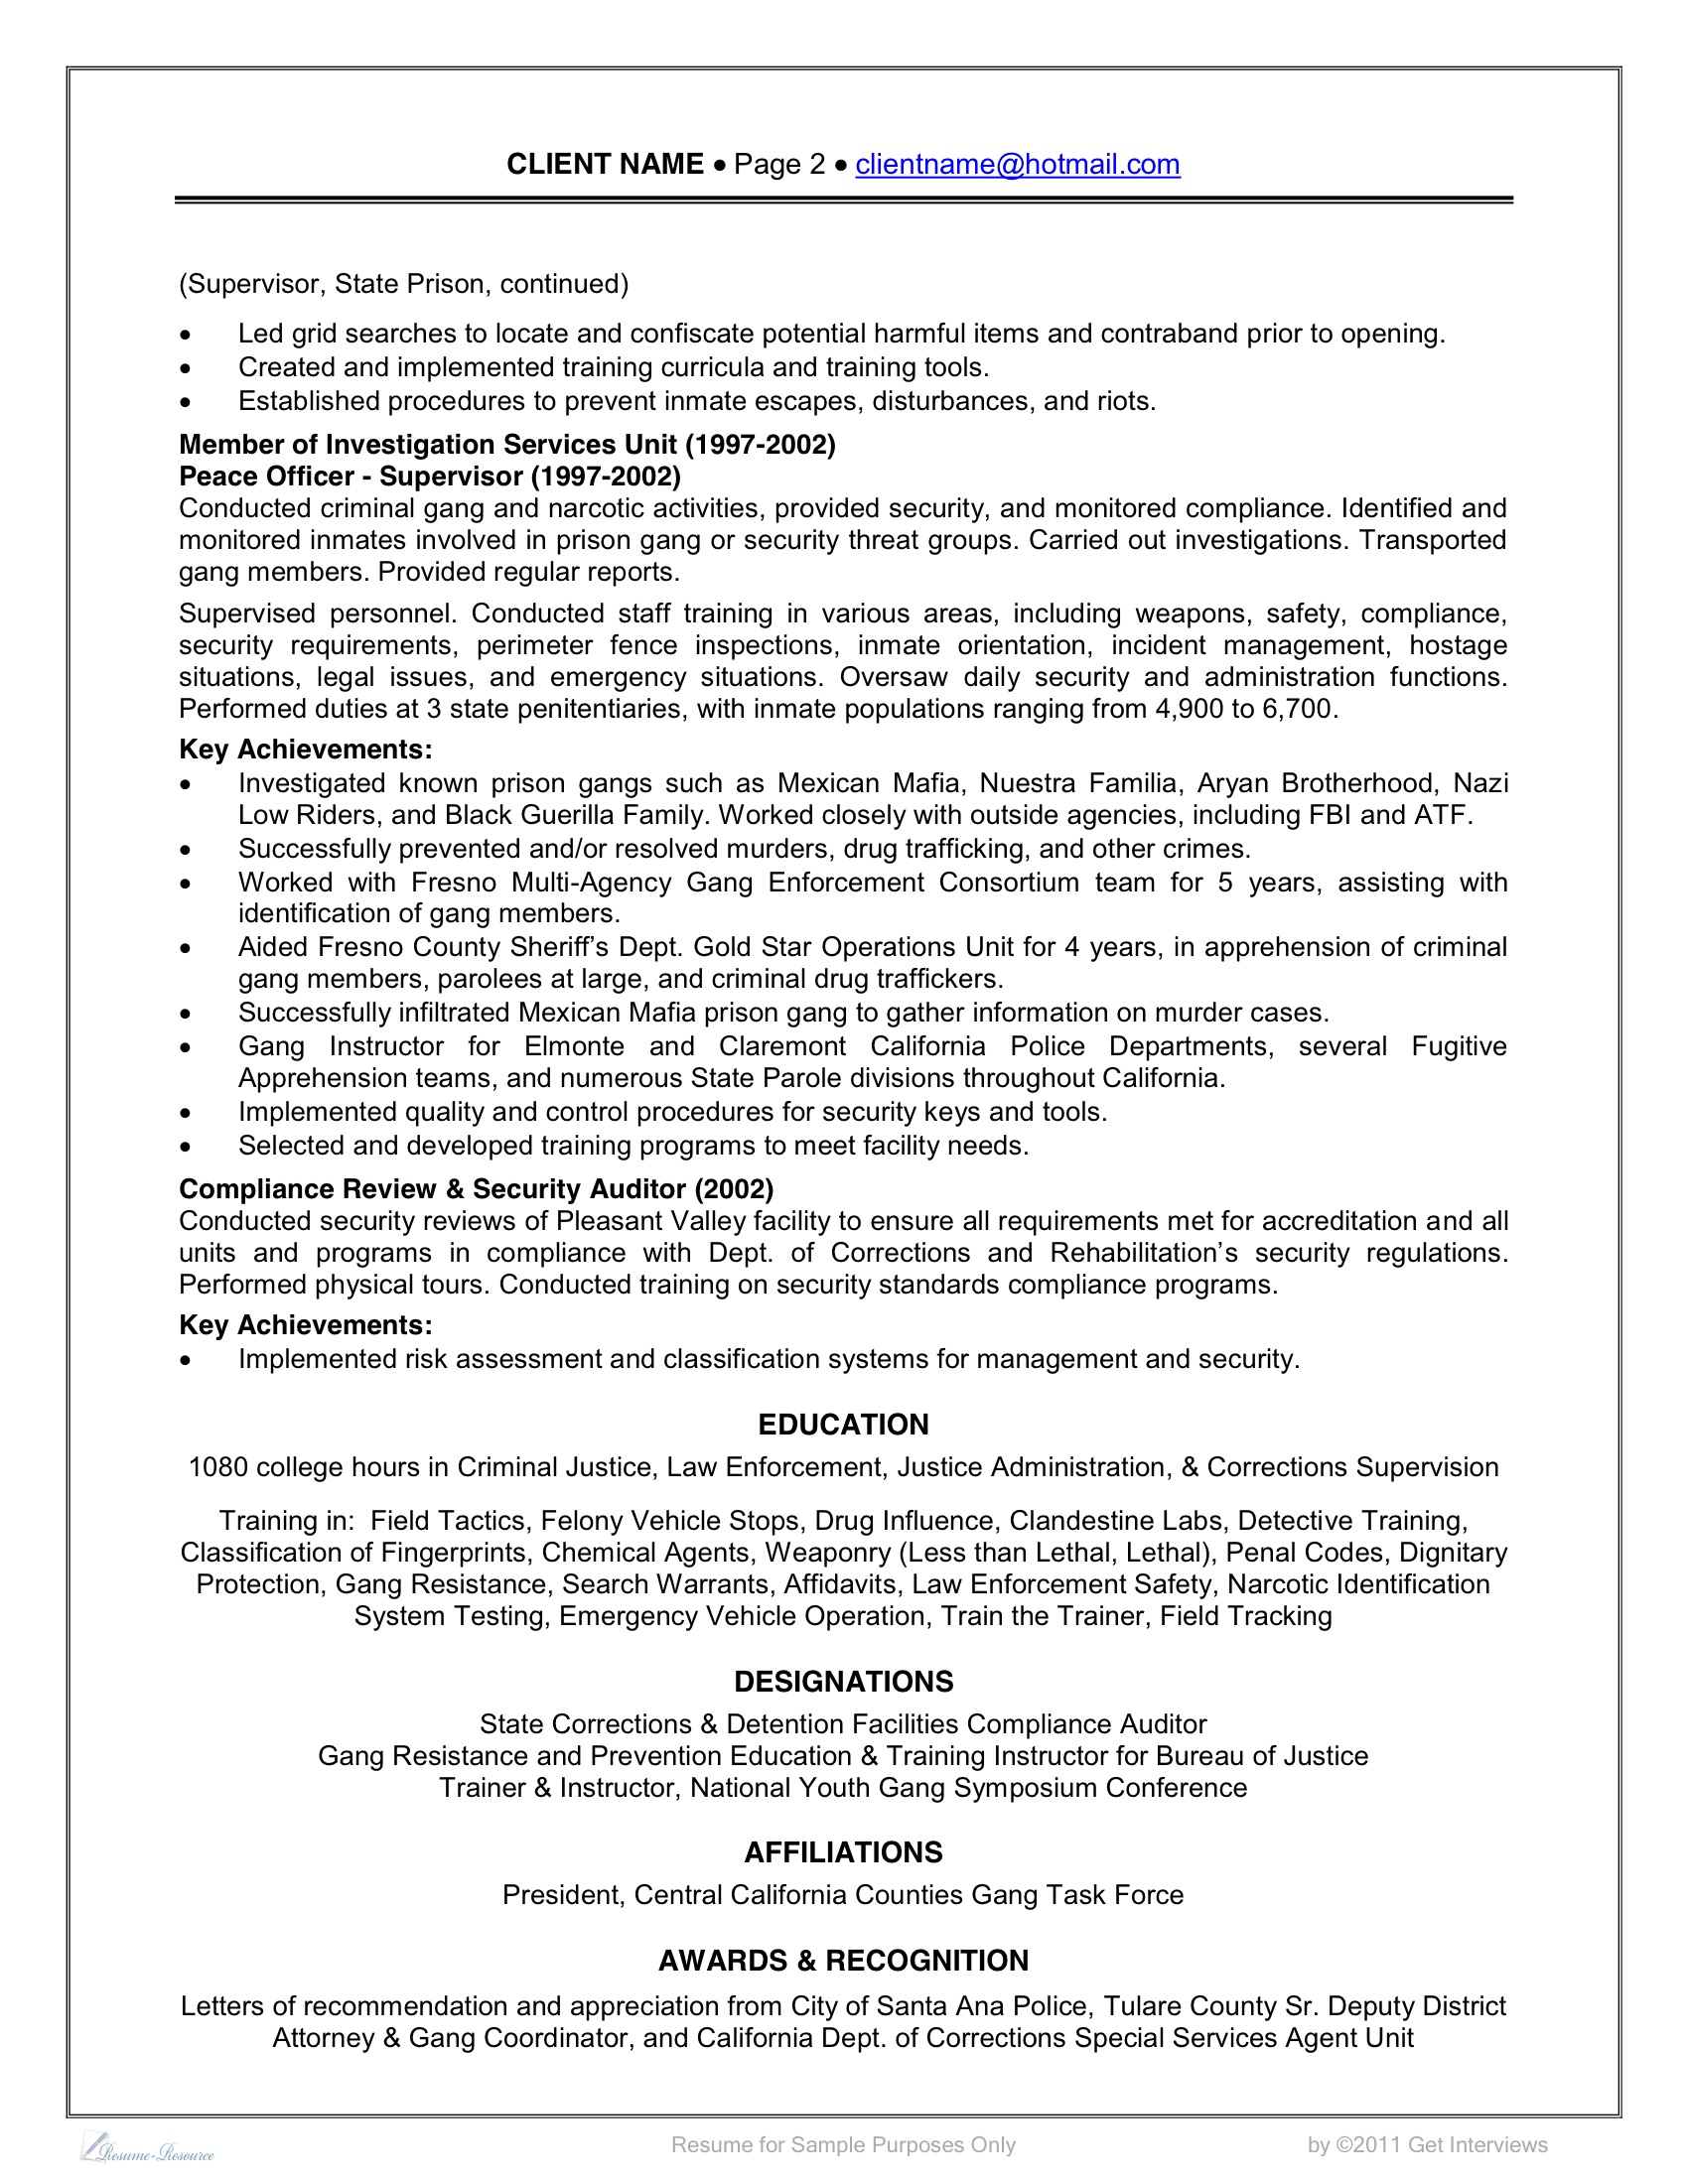 CLIENT NAME • Page 2 • clientname@hotmail.com
(Supervisor, State Prison, continued)
• Led grid searches to locate and confiscate potential harmful items and contraband prior to opening.
• Created and implemented training curricula and training tools.
• Established procedures to prevent inmate escapes, disturbances, and riots.
Member of Investigation Services Unit (1997-2002)
Peace Officer - Supervisor (1997-2002)
Conducted criminal gang and narcotic activities, provided security, and monitored compliance. Identified and
monitored inmates involved in prison gang or security threat groups. Carried out investigations. Transported
gang members. Provided regular reports.
Supervised personnel. Conducted staff training in various areas, including weapons, safety, compliance,
security requirements, perimeter fence inspections, inmate orientation, incident management, hostage
situations, legal issues, and emergency situations. Oversaw daily security and administration functions.
Performed duties at 3 state penitentiaries, with inmate populations ranging from 4,900 to 6,700.
Key Achievements:
• Investigated known prison gangs such as Mexican Mafia, Nuestra Familia, Aryan Brotherhood, Nazi
Low Riders, and Black Guerilla Family. Worked closely with outside agencies, including FBI and ATF.
• Successfully prevented and/or resolved murders, drug trafficking, and other crimes.
• Worked with Fresno Multi-Agency Gang Enforcement Consortium team for 5 years, assisting with
identification of gang members.
• Aided Fresno County Sheriff’s Dept. Gold Star Operations Unit for 4 years, in apprehension of criminal
gang members, parolees at large, and criminal drug traffickers.
• Successfully infiltrated Mexican Mafia prison gang to gather information on murder cases.
• Gang Instructor for Elmonte and Claremont California Police Departments, several Fugitive
Apprehension teams, and numerous State Parole divisions throughout California.
• Implemented quality and control procedures for security keys and tools.
• Selected and developed training programs to meet facility needs.
Compliance Review & Security Auditor (2002)
Conducted security reviews of Pleasant Valley facility to ensure all requirements met for accreditation and all
units and programs in compliance with Dept. of Corrections and Rehabilitation’s security regulations.
Performed physical tours. Conducted training on security standards compliance programs.
Key Achievements:
• Implemented risk assessment and classification systems for management and security.
EDUCATION
1080 college hours in Criminal Justice, Law Enforcement, Justice Administration, & Corrections Supervision
Training in: Field Tactics, Felony Vehicle Stops, Drug Influence, Clandestine Labs, Detective Training,
Classification of Fingerprints, Chemical Agents, Weaponry (Less than Lethal, Lethal), Penal Codes, Dignitary
Protection, Gang Resistance, Search Warrants, Affidavits, Law Enforcement Safety, Narcotic Identification
System Testing, Emergency Vehicle Operation, Train the Trainer, Field Tracking
DESIGNATIONS
State Corrections & Detention Facilities Compliance Auditor
Gang Resistance and Prevention Education & Training Instructor for Bureau of Justice
Trainer & Instructor, National Youth Gang Symposium Conference
AFFILIATIONS
President, Central California Counties Gang Task Force
AWARDS & RECOGNITION
Letters of recommendation and appreciation from City of Santa Ana Police, Tulare County Sr. Deputy District
Attorney & Gang Coordinator, and California Dept. of Corrections Special Services Agent Unit
Resume-Resource
Resume for Sample Purposes Only
by ©2011 Get Interviews